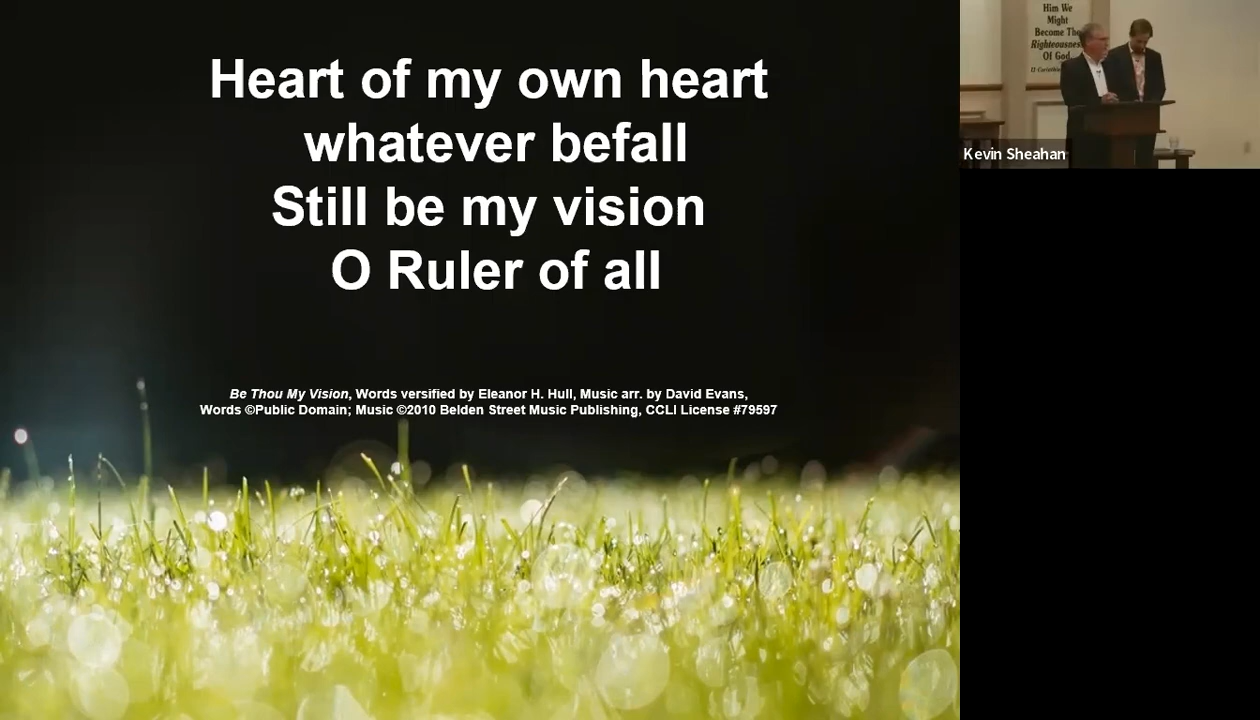 Heart of my own heart
whatever befall
Still be my vision
O Ruler of all
Be Thou My Vision, Words versified by Eleanor H. Hull, Music arr. by David Evans,
Words ©Public Domain; Music ©2010 Belden Street Music Publishing, CCLI License #79597
Him We
Might
Become The
Righteousness
Of God
Kevin Sheahan